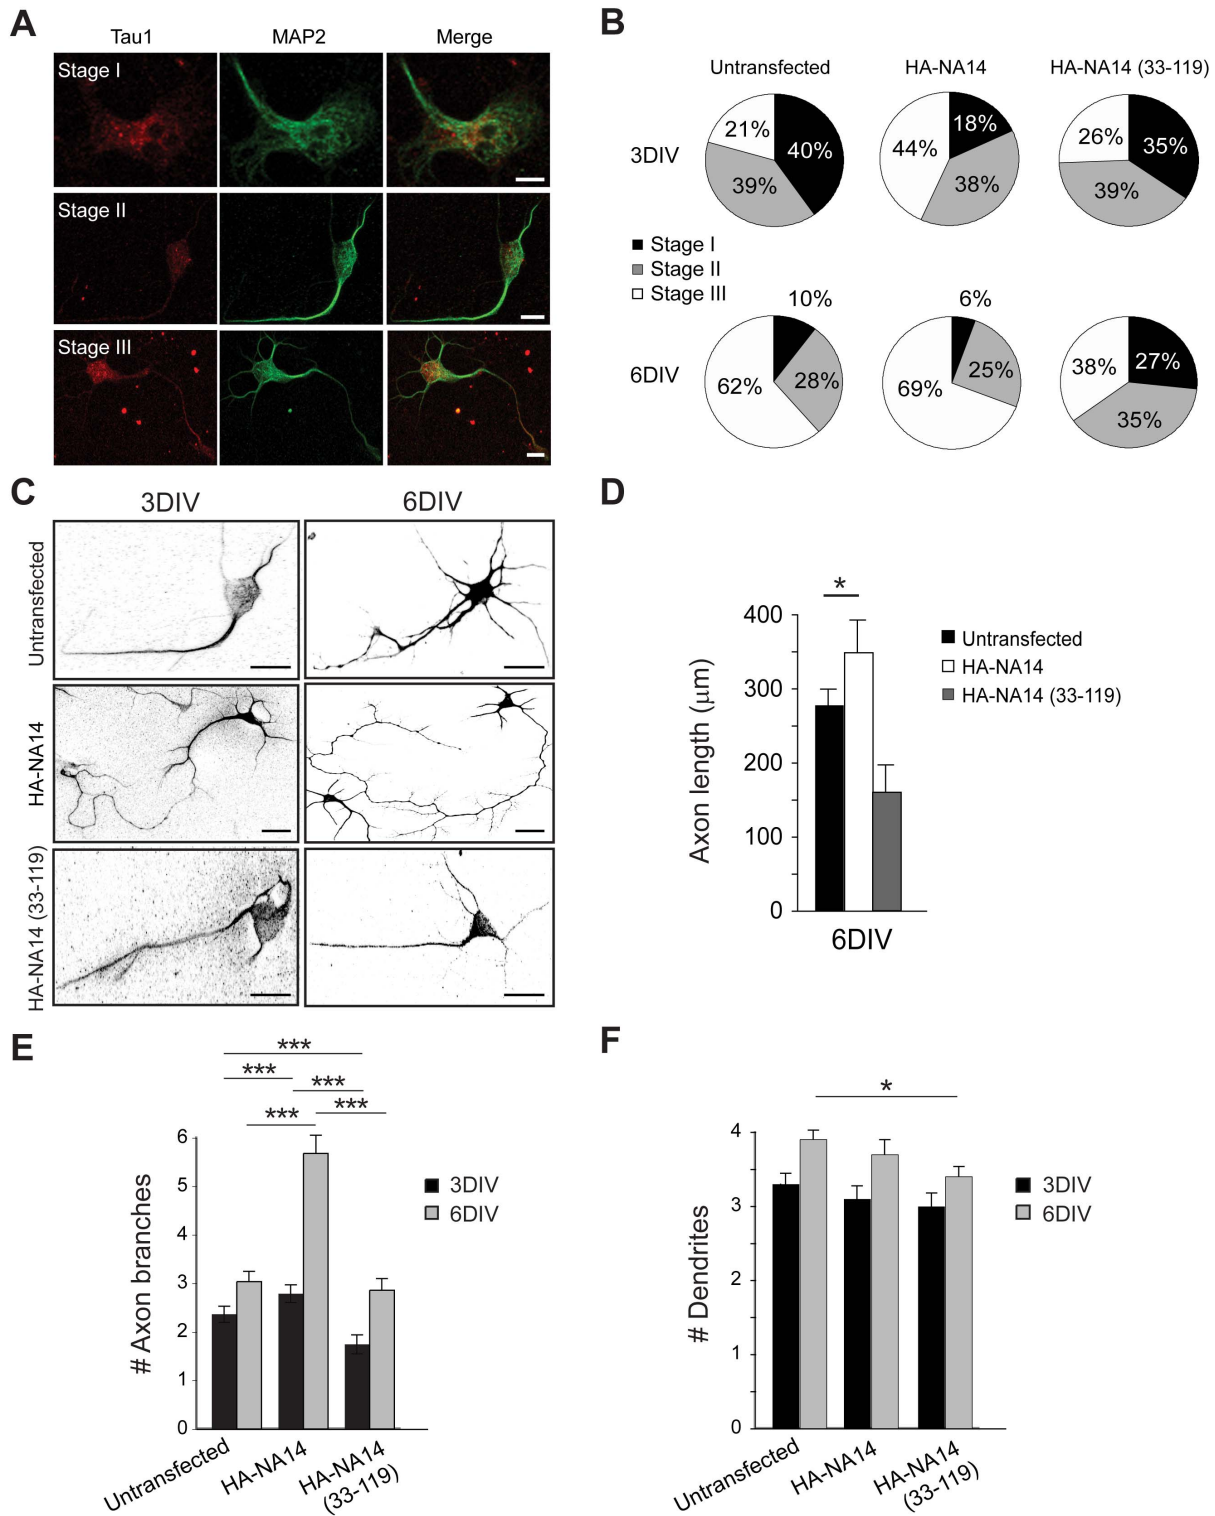 A
Tau1 MAP2 Merge
Stage I
Stage II
Stage III
B
Untransfected HA-NA14 HA-NA14 (33-119)
3DIV
21% 40% 39%
44% 18% 38%
26% 35% 39%
Stage I
Stage II
Stage III
6DIV
10% 62% 28%
6% 69% 25%
38% 27% 35%
C
3DIV 6DIV
Untransfected
HA-NA14
HA-NA14 (33-119)
D
*
Axon length (μm)
400
300
200
100
0
6DIV
Untransfected
HA-NA14
HA-NA14 (33-119)
E
***
***
***
***
***
# Axon branches
6
5
4
3
2
1
0
3DIV
6DIV
Untransfected
HA-NA14
HA-NA14
(33-119)
F
*
# Dendrites
4
3
2
1
0
3DIV
6DIV
Untransfected
HA-NA14
HA-NA14
(33-119)